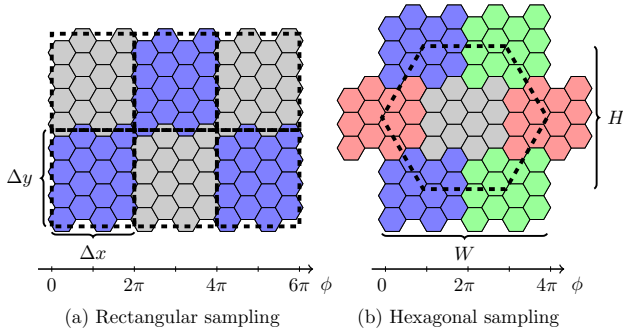 Δy
Δx
0 2π 4π 6π ϕ
(a) Rectangular sampling
H
W
0 2π 4π ϕ
(b) Hexagonal sampling